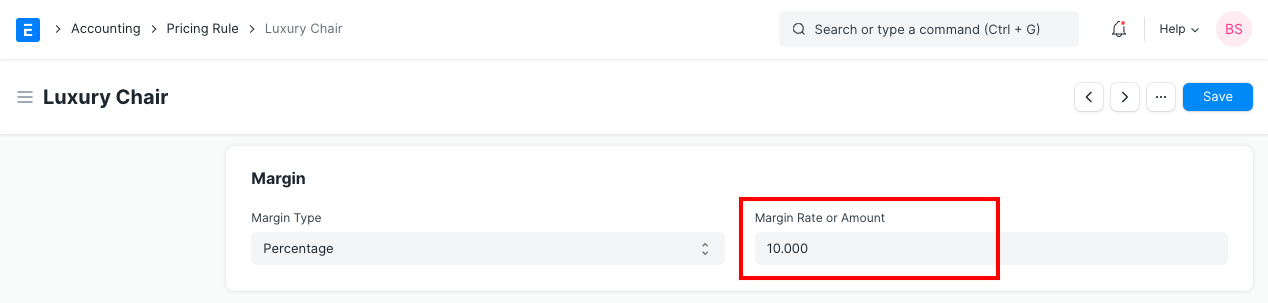 E
Accounting > Pricing Rule > Luxury Chair
Search or type a command (Ctrl + G)
Help
BS
Luxury Chair
...
Save
Margin
Margin Type
Margin Rate or Amount
Percentage
10.000